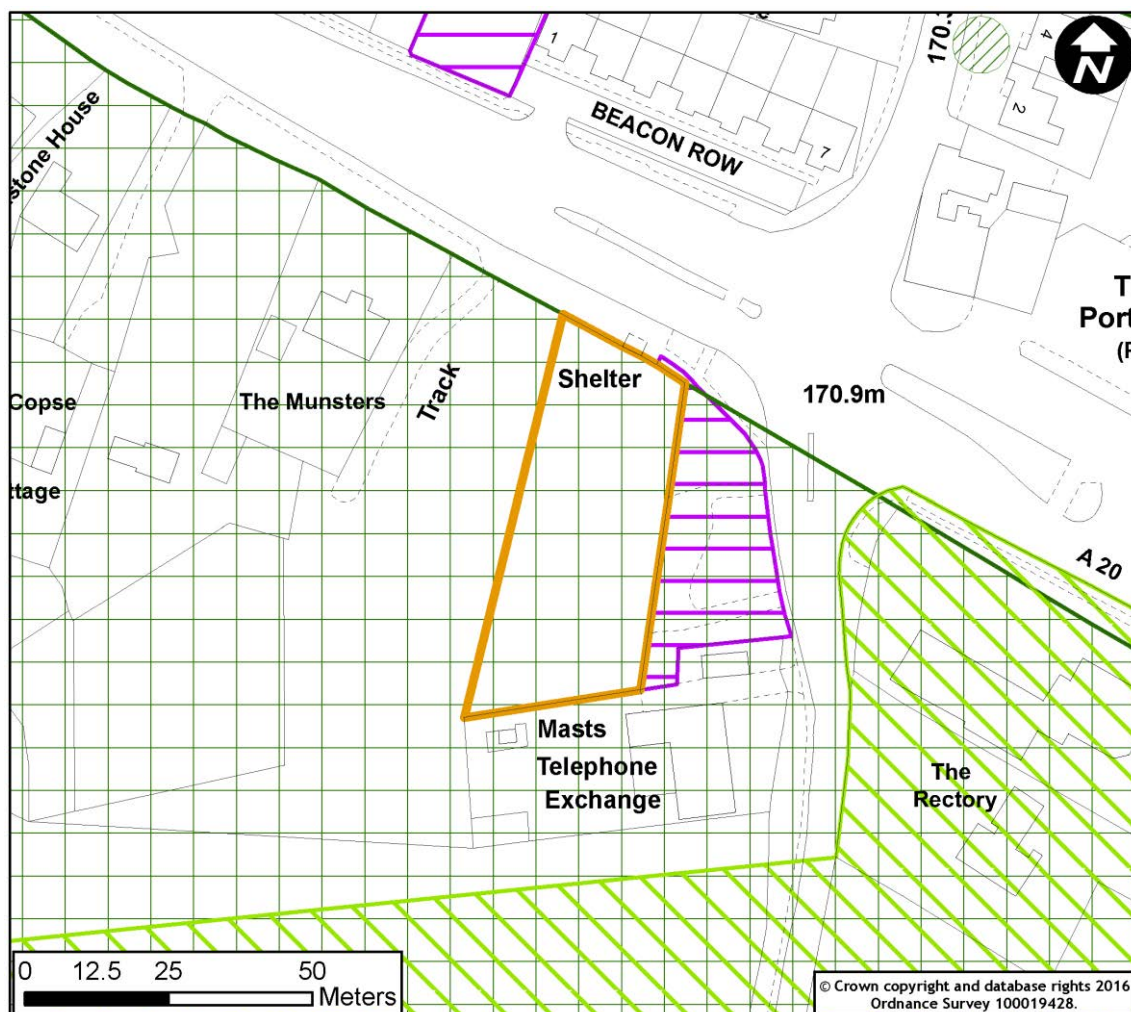 1
BEACON ROW
7
170.
4
2
N
stone House
Shelter
Track
The Munsters
Copse
ttage
170.9m
T
Port
(F
A 20
Masts
Telephone
Exchange
The
Rectory
0 12.5 25 50
Meters
© Crown copyright and database rights 2016
Ordnance Survey 100019428.